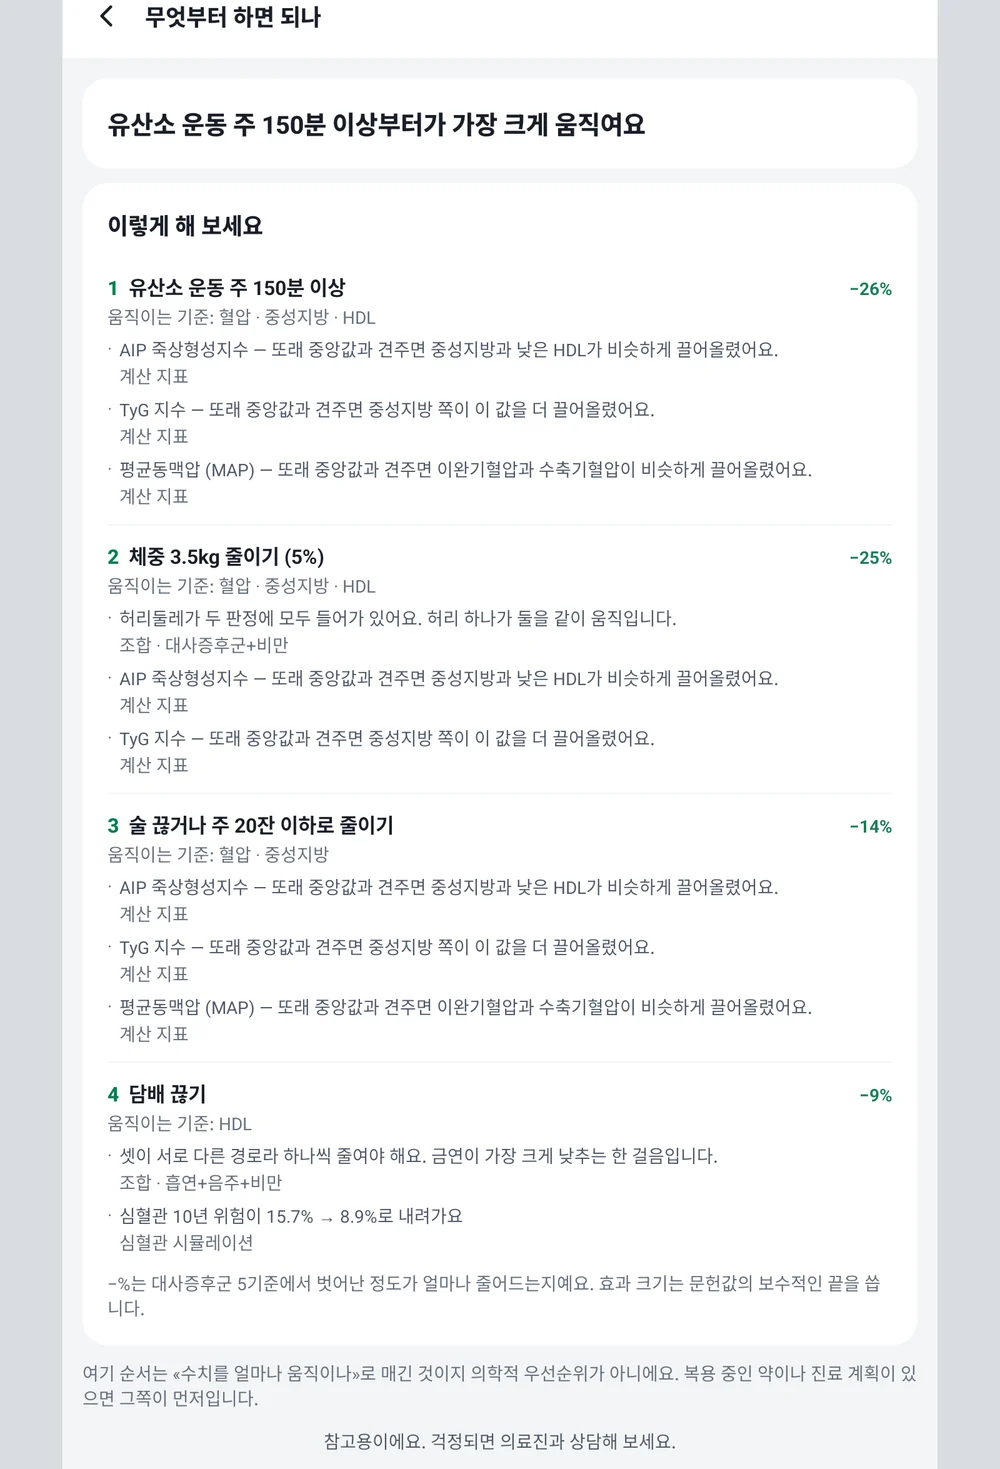 무엇부터 하면 되나
유산소 운동 주 150분 이상부터가 가장 크게 움직여요
이렇게 해 보세요
1 유산소 운동 주 150분 이상 −26%
움직이는 기준: 혈압 · 중성지방 · HDL
· AIP 죽상형성지수 — 또래 중앙값과 견주면 중성지방과 낮은 HDL가 비슷하게 끌어올렸어요.
계산 지표
· TyG 지수 — 또래 중앙값과 견주면 중성지방 쪽이 이 값을 더 끌어올렸어요.
계산 지표
· 평균동맥압 (MAP) — 또래 중앙값과 견주면 이완기혈압과 수축기혈압이 비슷하게 끌어올렸어요.
계산 지표
2 체중 3.5kg 줄이기 (5%) −25%
움직이는 기준: 혈압 · 중성지방 · HDL
· 허리둘레가 두 판정에 모두 들어가 있어요. 허리 하나가 둘을 같이 움직입니다.
조합 · 대사증후군+비만
· AIP 죽상형성지수 — 또래 중앙값과 견주면 중성지방과 낮은 HDL가 비슷하게 끌어올렸어요.
계산 지표
· TyG 지수 — 또래 중앙값과 견주면 중성지방 쪽이 이 값을 더 끌어올렸어요.
계산 지표
3 술 끊거나 주 20잔 이하로 줄이기 −14%
움직이는 기준: 혈압 · 중성지방
· AIP 죽상형성지수 — 또래 중앙값과 견주면 중성지방과 낮은 HDL가 비슷하게 끌어올렸어요.
계산 지표
· TyG 지수 — 또래 중앙값과 견주면 중성지방 쪽이 이 값을 더 끌어올렸어요.
계산 지표
· 평균동맥압 (MAP) — 또래 중앙값과 견주면 이완기혈압과 수축기혈압이 비슷하게 끌어올렸어요.
계산 지표
4 담배 끊기 −9%
움직이는 기준: HDL
· 셋이 서로 다른 경로라 하나씩 줄여야 해요. 금연이 가장 크게 낮추는 한 걸음입니다.
조합 · 흡연+음주+비만
· 심혈관 10년 위험이 15.7% → 8.9%로 내려가요
심혈관 시뮬레이션
−%는 대사증후군 5기준에서 벗어난 정도가 얼마나 줄어드는지예요. 효과 크기는 문헌값의 보수적인 끝을 씁
니다.
여기 순서는 «수치를 얼마나 움직이나»로 매긴 것이지 의학적 우선순위가 아니에요. 복용 중인 약이나 진료 계획이 있
으면 그쪽이 먼저입니다.
참고용이에요. 걱정되면 의료진과 상담해 보세요.